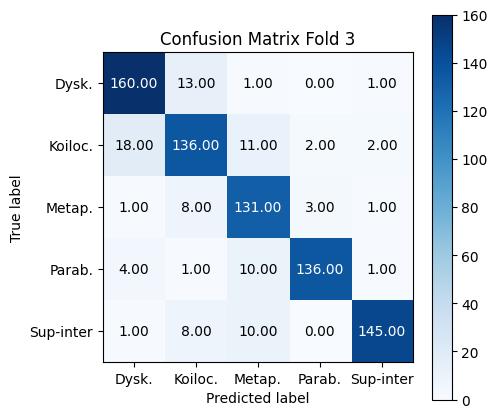 Confusion Matrix Fold 3
True label
Dysk. 160.00 13.00 1.00 0.00 1.00
Koiloc. 18.00 136.00 11.00 2.00 2.00
Metap. 1.00 8.00 131.00 3.00 1.00
Parab. 4.00 1.00 10.00 136.00 1.00
Sup-inter 1.00 8.00 10.00 0.00 145.00
Dysk. Koiloc. Metap. Parab. Sup-inter
Predicted label
160
140
120
100
80
60
40
20
0